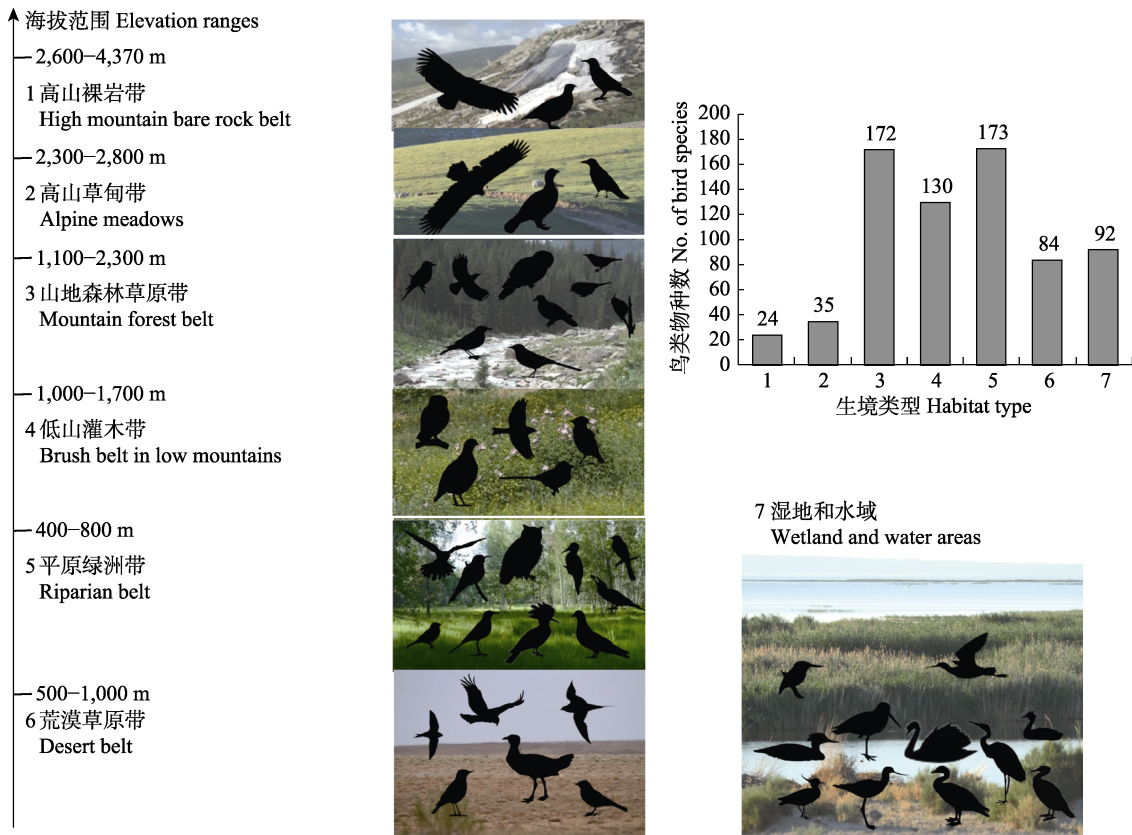 海拔范围 Elevation ranges
2,600−4,370 m
1 高山裸岩带
High mountain bare rock belt
2,300−2,800 m
2 高山草甸带
Alpine meadows
1,100−2,300 m
3 山地森林草原带
Mountain forest belt
1,000−1,700 m
4 低山灌木带
Brush belt in low mountains
400−800 m
5 平原绿洲带
Riparian belt
500−1,000 m
6 荒漠草原带
Desert belt
鸟类物种数 No. of bird species
200
180
160
140
120
100
80
60
40
20
0
24
35
172
130
173
84
92
1 2 3 4 5 6 7
生境类型 Habitat type
7 湿地和水域
Wetland and water areas